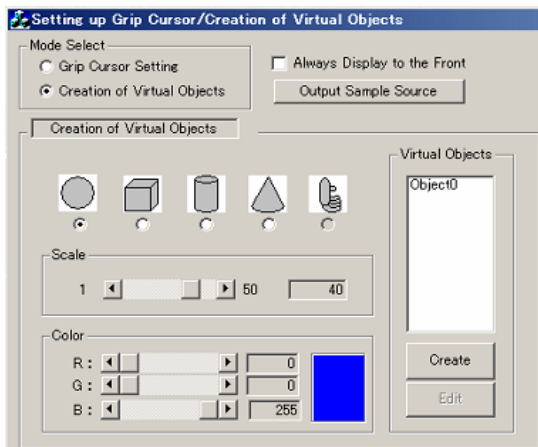 Setting up Grip Cursor/Creation of Virtual Objects
Mode Select
Grip Cursor Setting
Creation of Virtual Objects
Always Display to the Front
Output Sample Source
Creation of Virtual Objects
Virtual Objects
Object0
Scale
1 50 40
Color
R : 0
G : 0
B : 255
Create
Edit